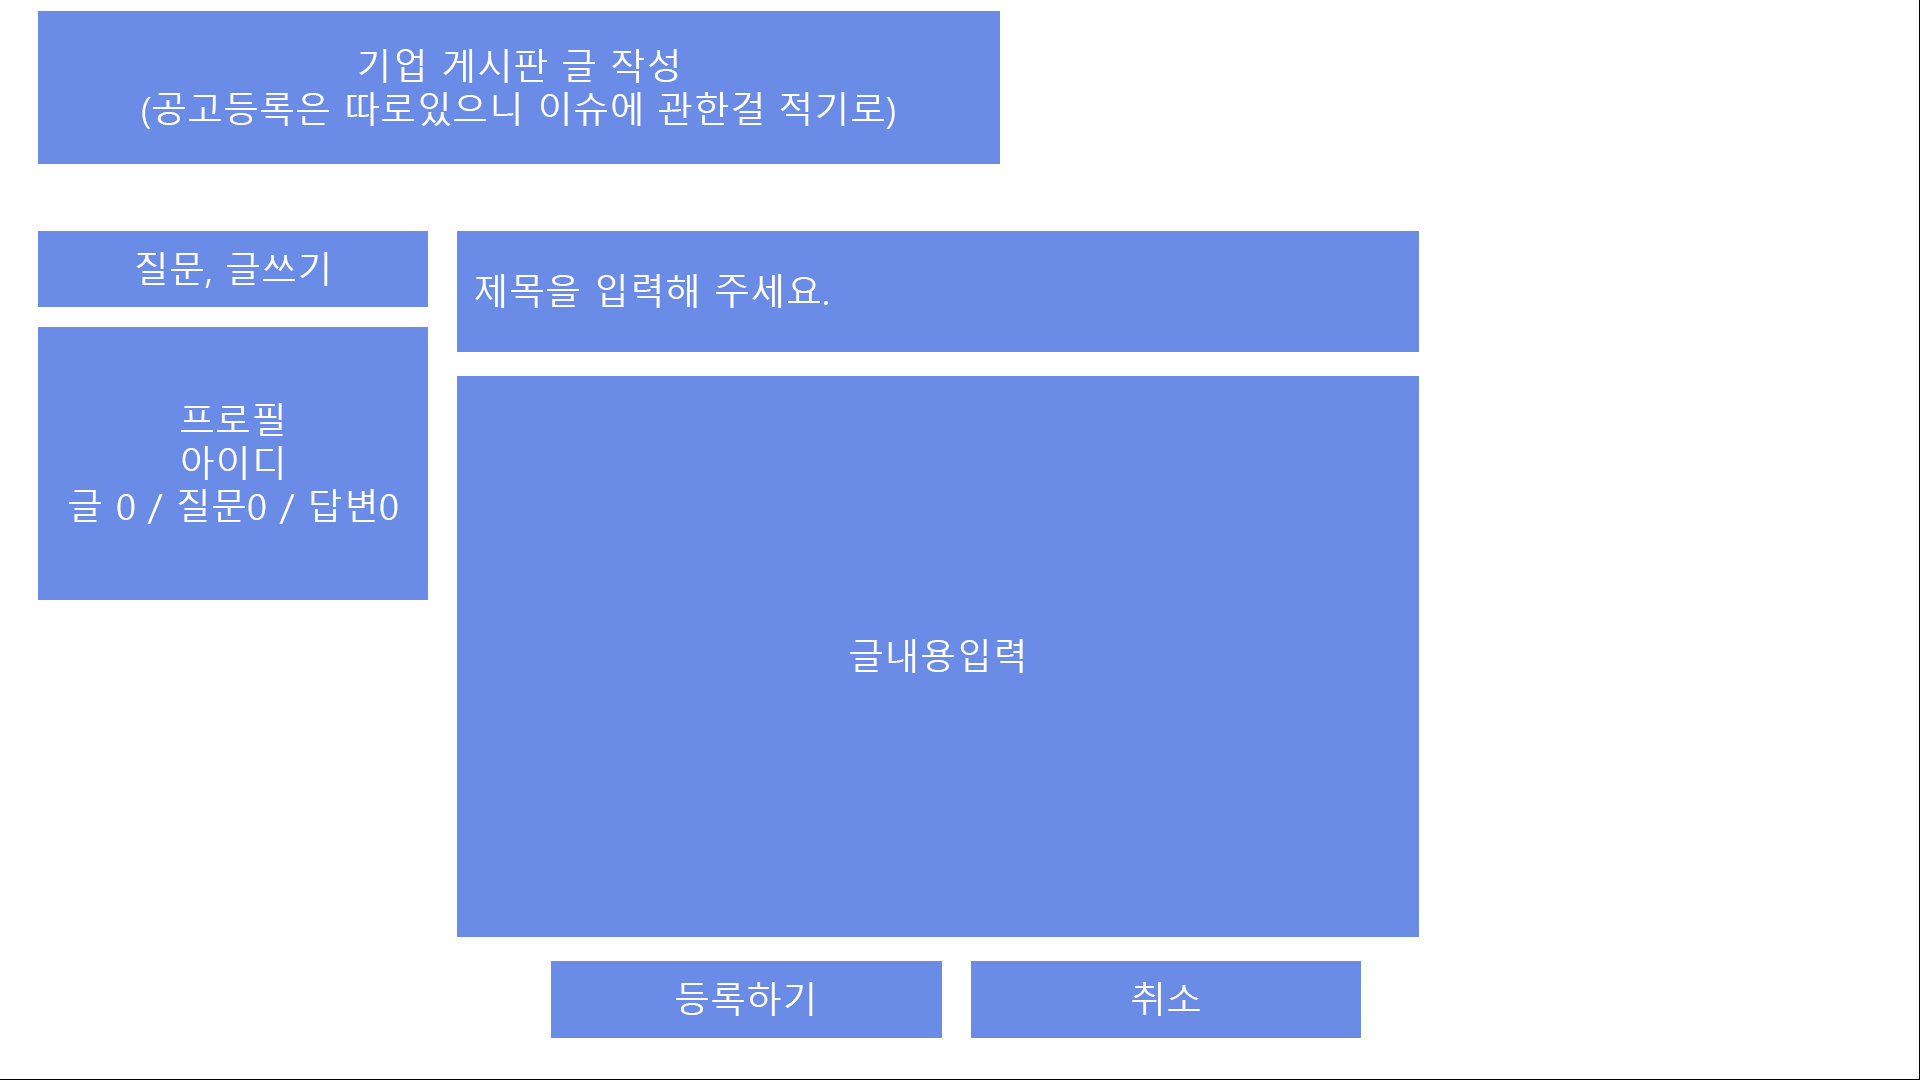 기업 게시판 글 작성
(공고등록은 따로있으니 이슈에 관한걸 적기로)
질문, 글쓰기
프로필
아이디
글 0 / 질문0 / 답변0
제목을 입력해 주세요.
글내용입력
등록하기
취소